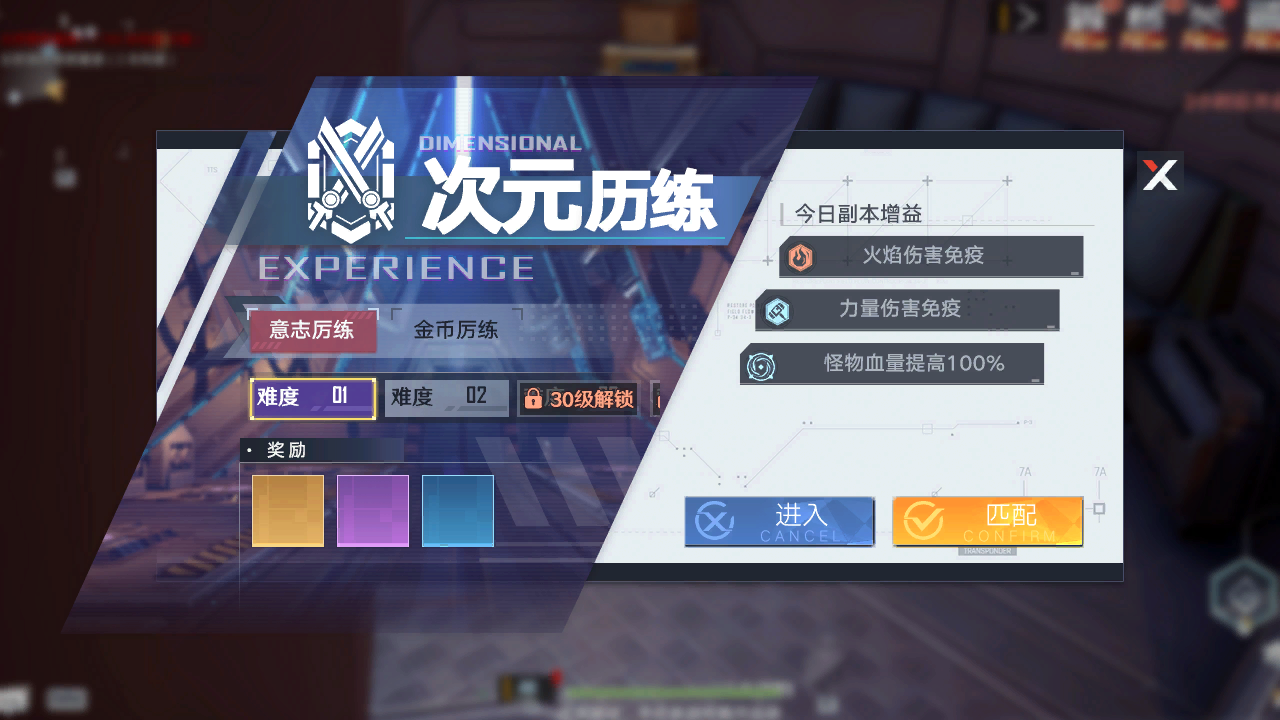 DIMENSIONAL
次元历练
EXPERIENCE
意志历练
金币历练
难度 01
难度 02
30级解锁
奖励
今日副本增益
火焰伤害免疫
力量伤害免疫
怪物血量提高100%
7A
7A
进入
CANCEL
匹配
CONFIRM
TRANSPONDER